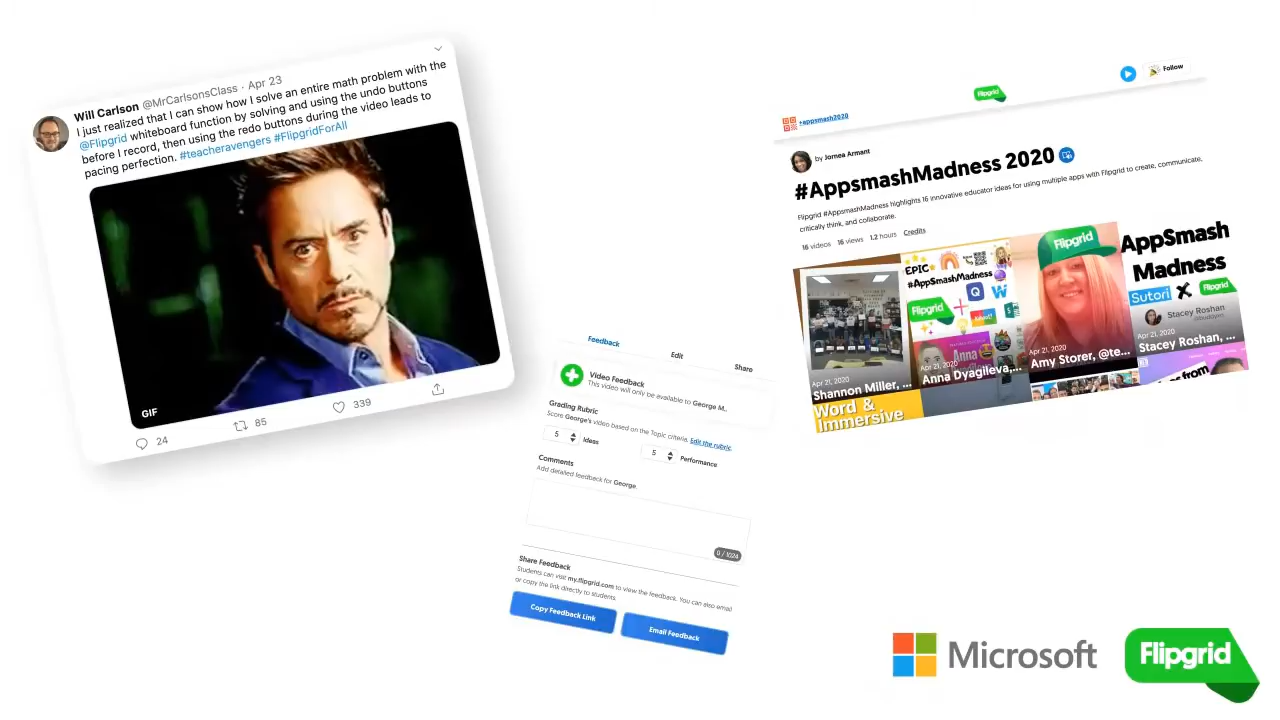 Will Carlson @MrCarlsonsClass · Apr 23
I just realized that I can show how I solve an entire math problem with the
@Flipgrid whiteboard function by solving and using the undo buttons
before I record, then using the redo buttons during the video leads to
pacing perfection. #teacheravengers #FlipgridForAll
GIF
24
85
339
Feedback
Edit
Share
Video Feedback
This video will only be available to George M..
Grading Rubric
Score George's video based on the Topic criteria. Edit the rubric.
5
Ideas
5
Performance
Comments
Add detailed feedback for George.
0 / 1024
Share Feedback
Students can visit my.flipgrid.com to view the feedback. You can also email
or copy the link directly to students.
Copy Feedback Link
Email Feedback
Flipgrid
Follow
+appsmash2020
by Jornea Armant
#AppsmashMadness 2020
Flipgrid #AppsmashMadness highlights 16 innovative educator ideas for using multiple apps with Flipgrid to create, communicate,
critically think, and collaborate.
16 videos
16 views
1.2 hours
Credits
Apr 21, 2020
Shannon Miller, ...
EPIC
#AppSmashMadness
Flipgrid
Q
W
Kahoot!
Anna
Apr 21, 2020
Anna Dyagileva,...
Flipgrid
Apr 21, 2020
Amy Storer, @te...
AppSmash
Madness
Sutori
Flipgrid
Stacey Roshan
Apr 21, 2020
Stacey Roshan, ...
Word &
Immersive
from
Microsoft
Flipgrid